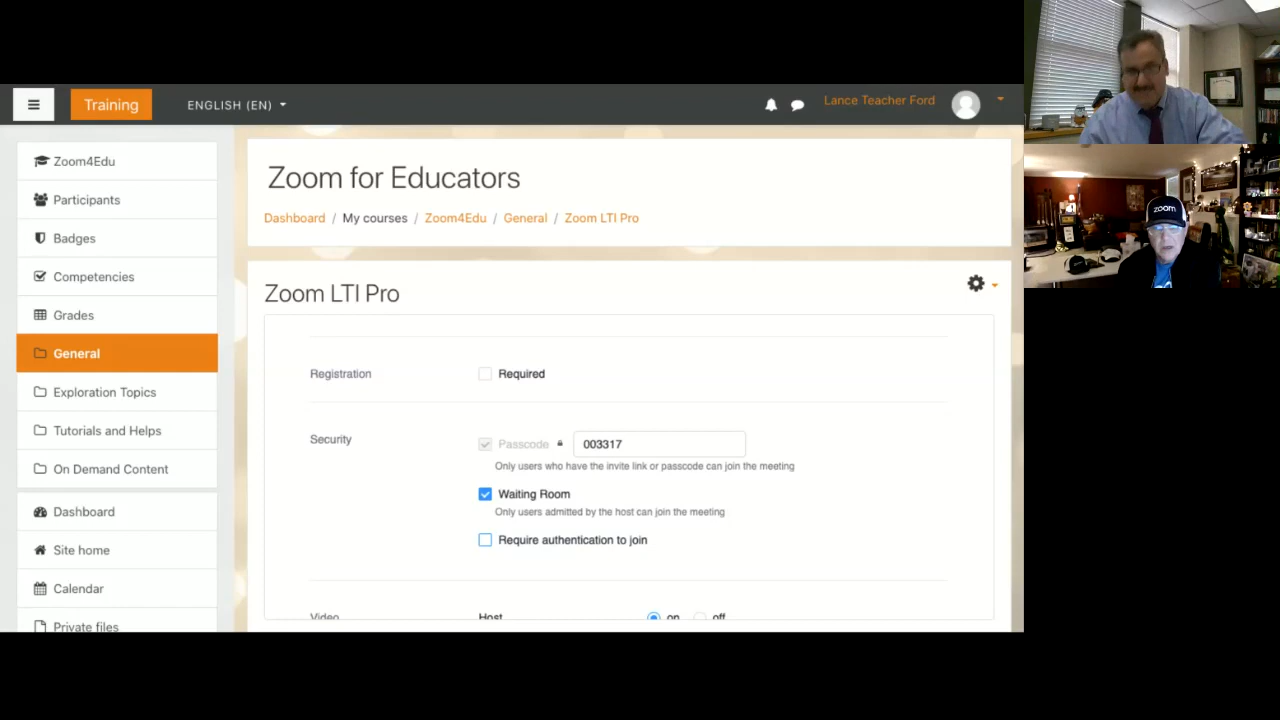 Training
ENGLISH (EN)
Lance Teacher Ford
Zoom4Edu
Participants
Badges
Competencies
Grades
General
Exploration Topics
Tutorials and Helps
On Demand Content
Dashboard
Site home
Calendar
Private files
Zoom for Educators
Dashboard / My courses / Zoom4Edu / General / Zoom LTI Pro
Zoom LTI Pro
Registration Required
Security Passcode 003317
Only users who have the invite link or passcode can join the meeting
Waiting Room
Only users admitted by the host can join the meeting
Require authentication to join
Video Host on off
zoom